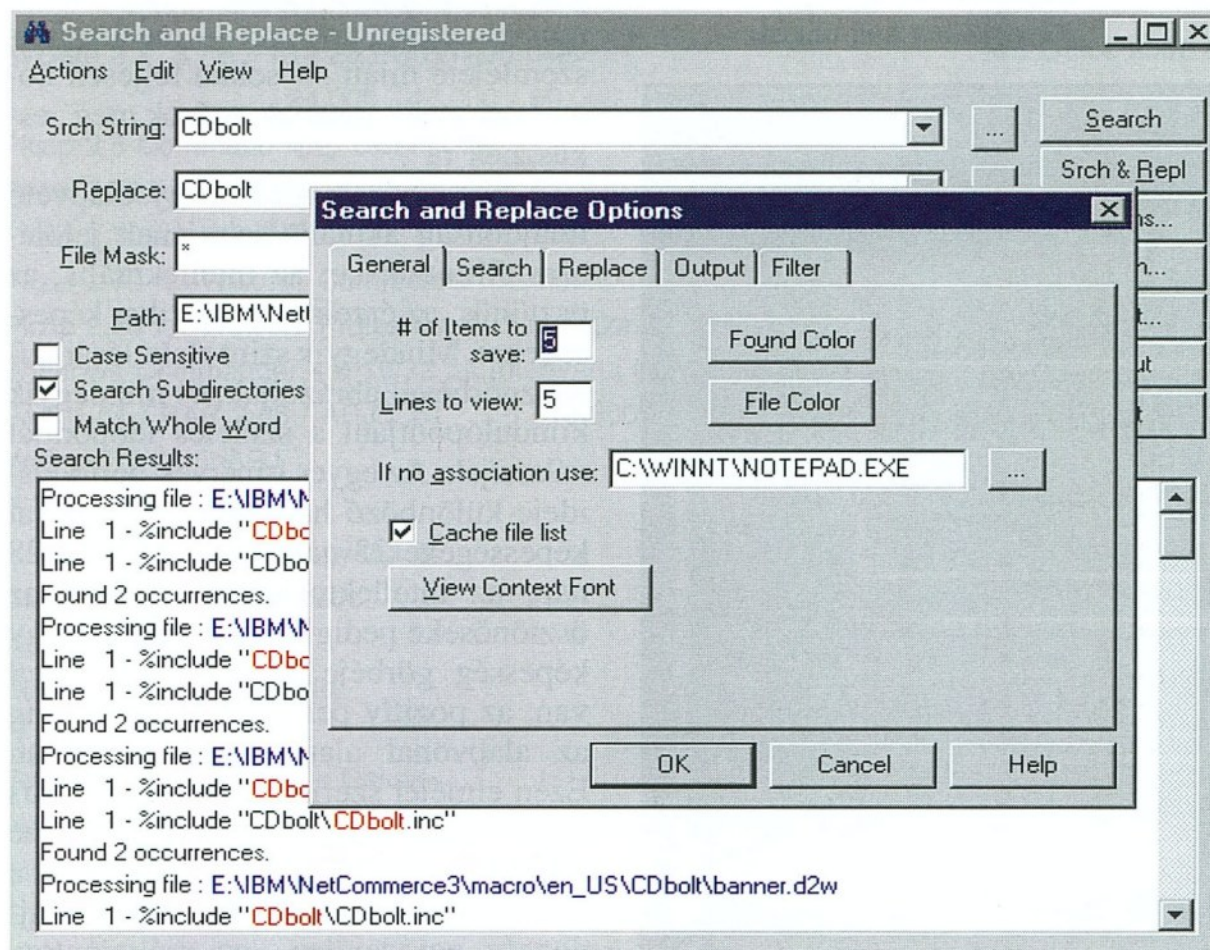 Search and Replace - Unregistered
Actions Edit View Help
Srch String: CDbolt ... Search
Replace: CDbolt Srch & Repl
File Mask: *
Path: E:\IBM\Net
Case Sensitive
Search Subdirectories
Match Whole Word
Search Results:
Processing file : E:\IBM\
Line 1 - %include "CDbo
Line 1 - %include "CDbo
Found 2 occurrences.
Processing file : E:\IBM\
Line 1 - %include "CDbo
Line 1 - %include "CDbo
Found 2 occurrences.
Processing file : E:\IBM\
Line 1 - %include "CDbo
Line 1 - %include "CDbolt\CDbolt.inc"
Found 2 occurrences.
Processing file : E:\IBM\NetCommerce3\macro\en_US\CDbolt\banner.d2w
Line 1 - %include "CDbolt\CDbolt.inc"
Search and Replace Options
General Search Replace Output Filter
# of Items to save: 5 Found Color
Lines to view: 5 File Color
If no association use: C:\WINNT\NOTEPAD.EXE ...
Cache file list
View Context Font
OK Cancel Help